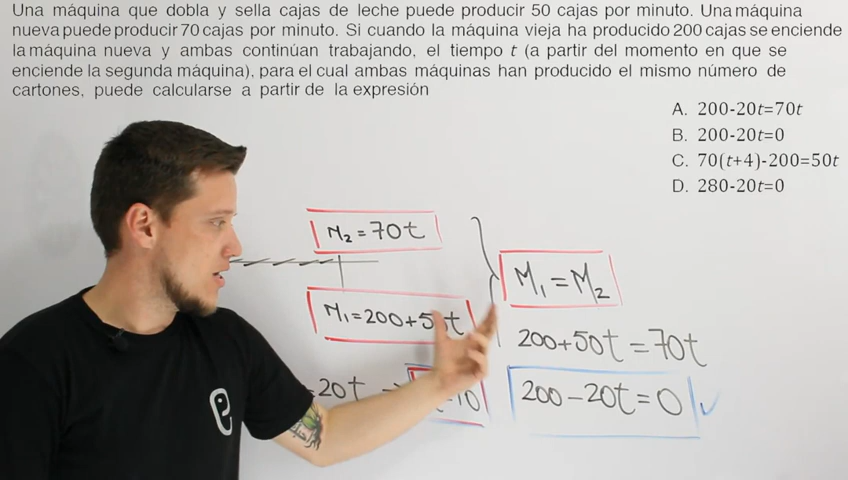 Una máquina que dobla y sella cajas de leche puede producir 50 cajas por minuto. Una máquina
nueva puede producir 70 cajas por minuto. Si cuando la máquina vieja ha producido 200 cajas se enciende
la máquina nueva y ambas continúan trabajando, el tiempo t (a partir del momento en que se
enciende la segunda máquina), para el cual ambas máquinas han producido el mismo número de
cartones, puede calcularse a partir de la expresión
A. 200-20t=70t
B. 200-20t=0
C. 70(t+4)-200=50t
D. 280-20t=0
M₂=70t
M₁=200+50t
M₁=M₂
200+50t=70t
=20t
10
200-20t=0
e